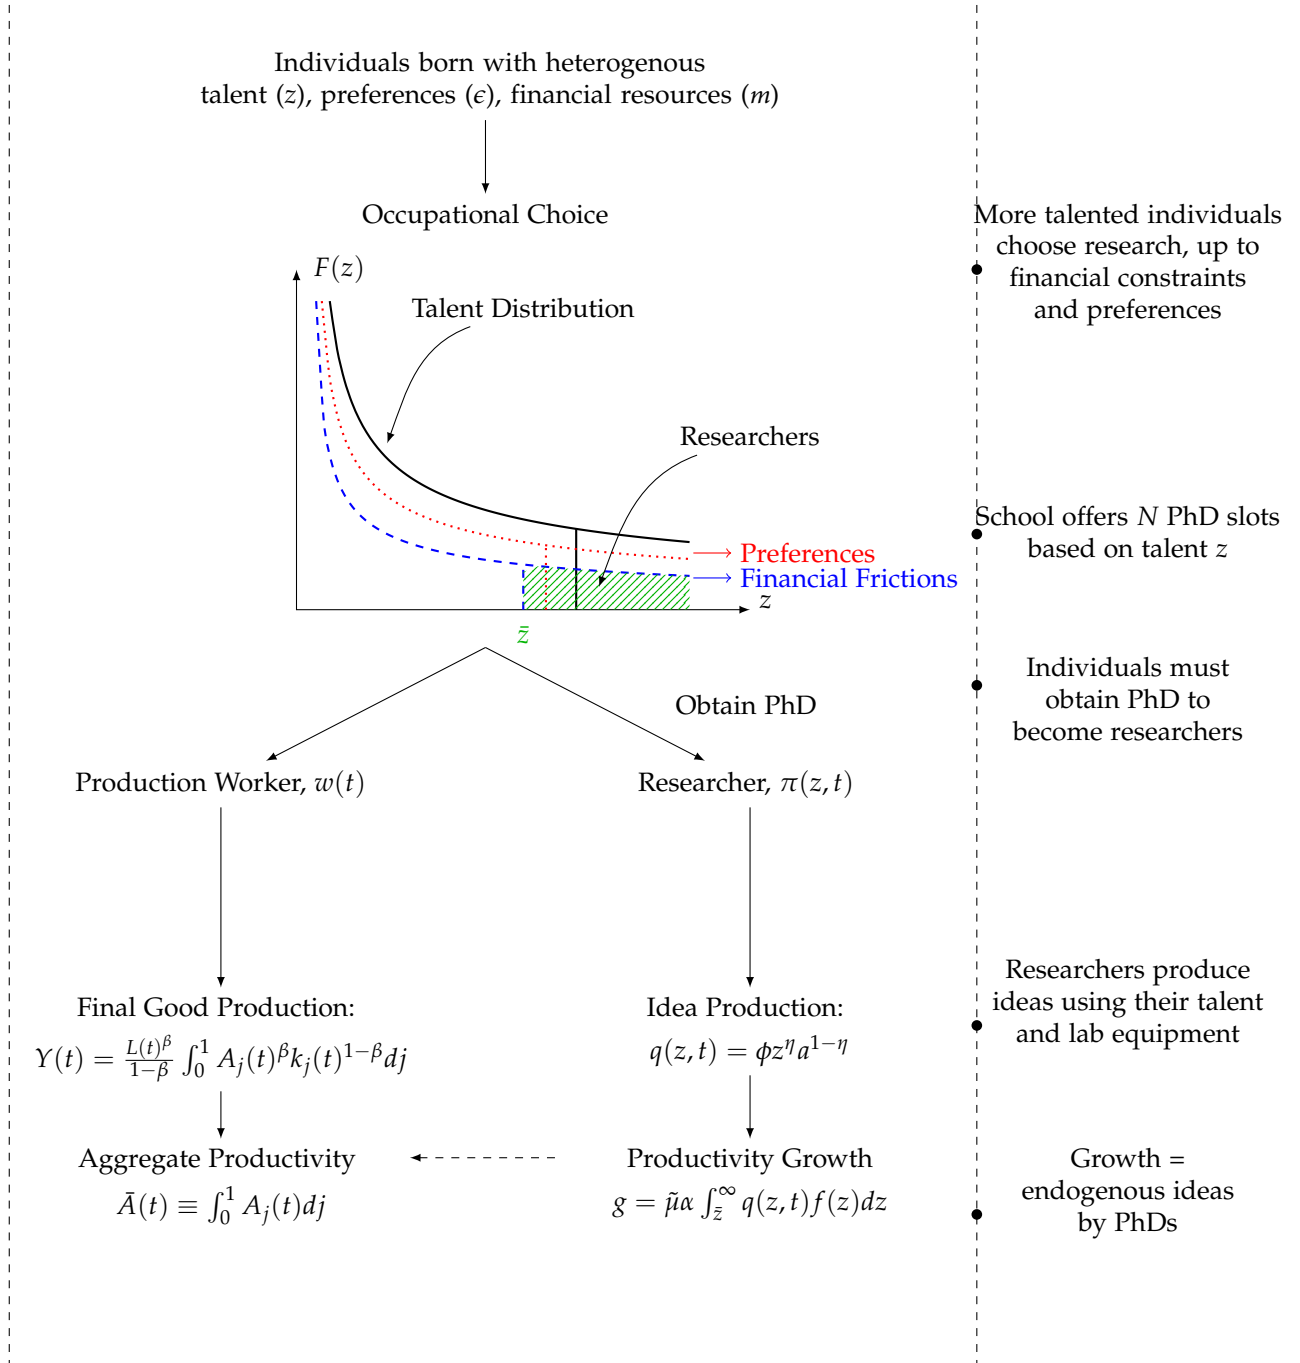 Individuals born with heterogenous
talent (z), preferences (ϵ), financial resources (m)
Occupational Choice
F(z)
Talent Distribution
Researchers
Preferences
Financial Frictions
z
z̄
Obtain PhD
Production Worker, w(t)
Researcher, π(z, t)
Final Good Production:
Y(t) = \frac{L(t)^β}{1−β} ∫_0^1 A_j(t)^β k_j(t)^{1−β} dj
Idea Production:
q(z, t) = ϕz^η a^{1−η}
Aggregate Productivity
Ā(t) ≡ ∫_0^1 A_j(t)dj
Productivity Growth
g = μ̃α ∫_{z̄}^∞ q(z, t) f(z)dz
More talented individuals
choose research, up to
financial constraints
and preferences
School offers N PhD slots
based on talent z
Individuals must
obtain PhD to
become researchers
Researchers produce
ideas using their talent
and lab equipment
Growth =
endogenous ideas
by PhDs